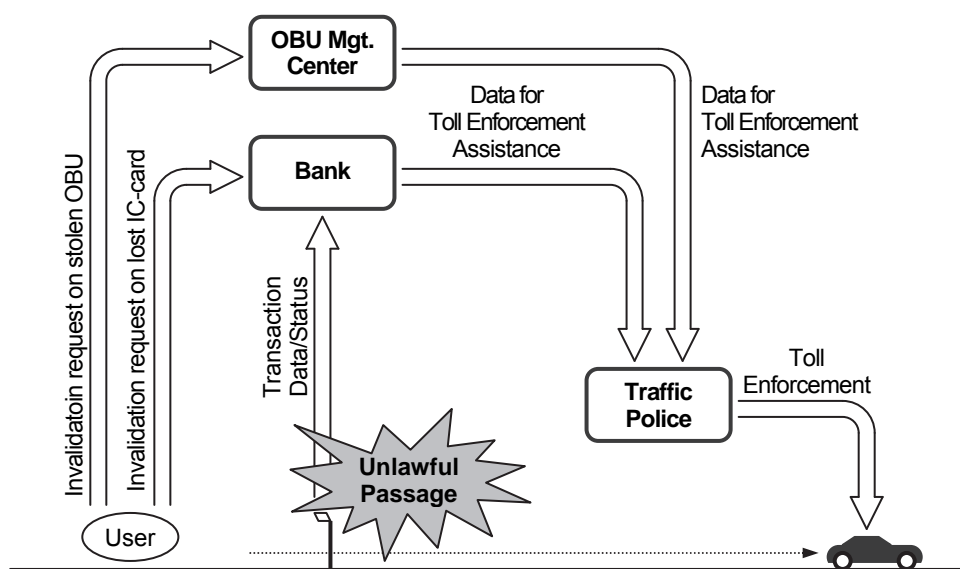 OBU Mgt.
Center
Data for
Toll Enforcement
Assistance
Data for
Toll Enforcement
Assistance
Bank
Invalidatoin request on stolen OBU
Invalidation request on lost IC-card
Transaction
Data/Status
Toll
Enforcement
Traffic
Police
Unlawful
Passage
User